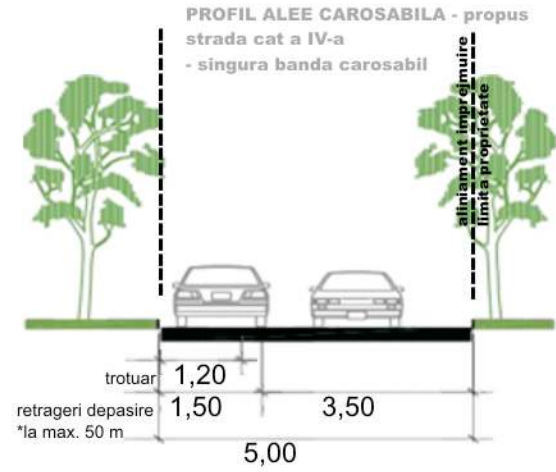 PROFIL ALEE CAROSABILA - propus
strada cat a IV-a
- singura banda carosabil
aliniament imprejmuire
limita proprietate
trotuar 1,20
retrageri depasire 1,50 3,50
*la max. 50 m
5,00